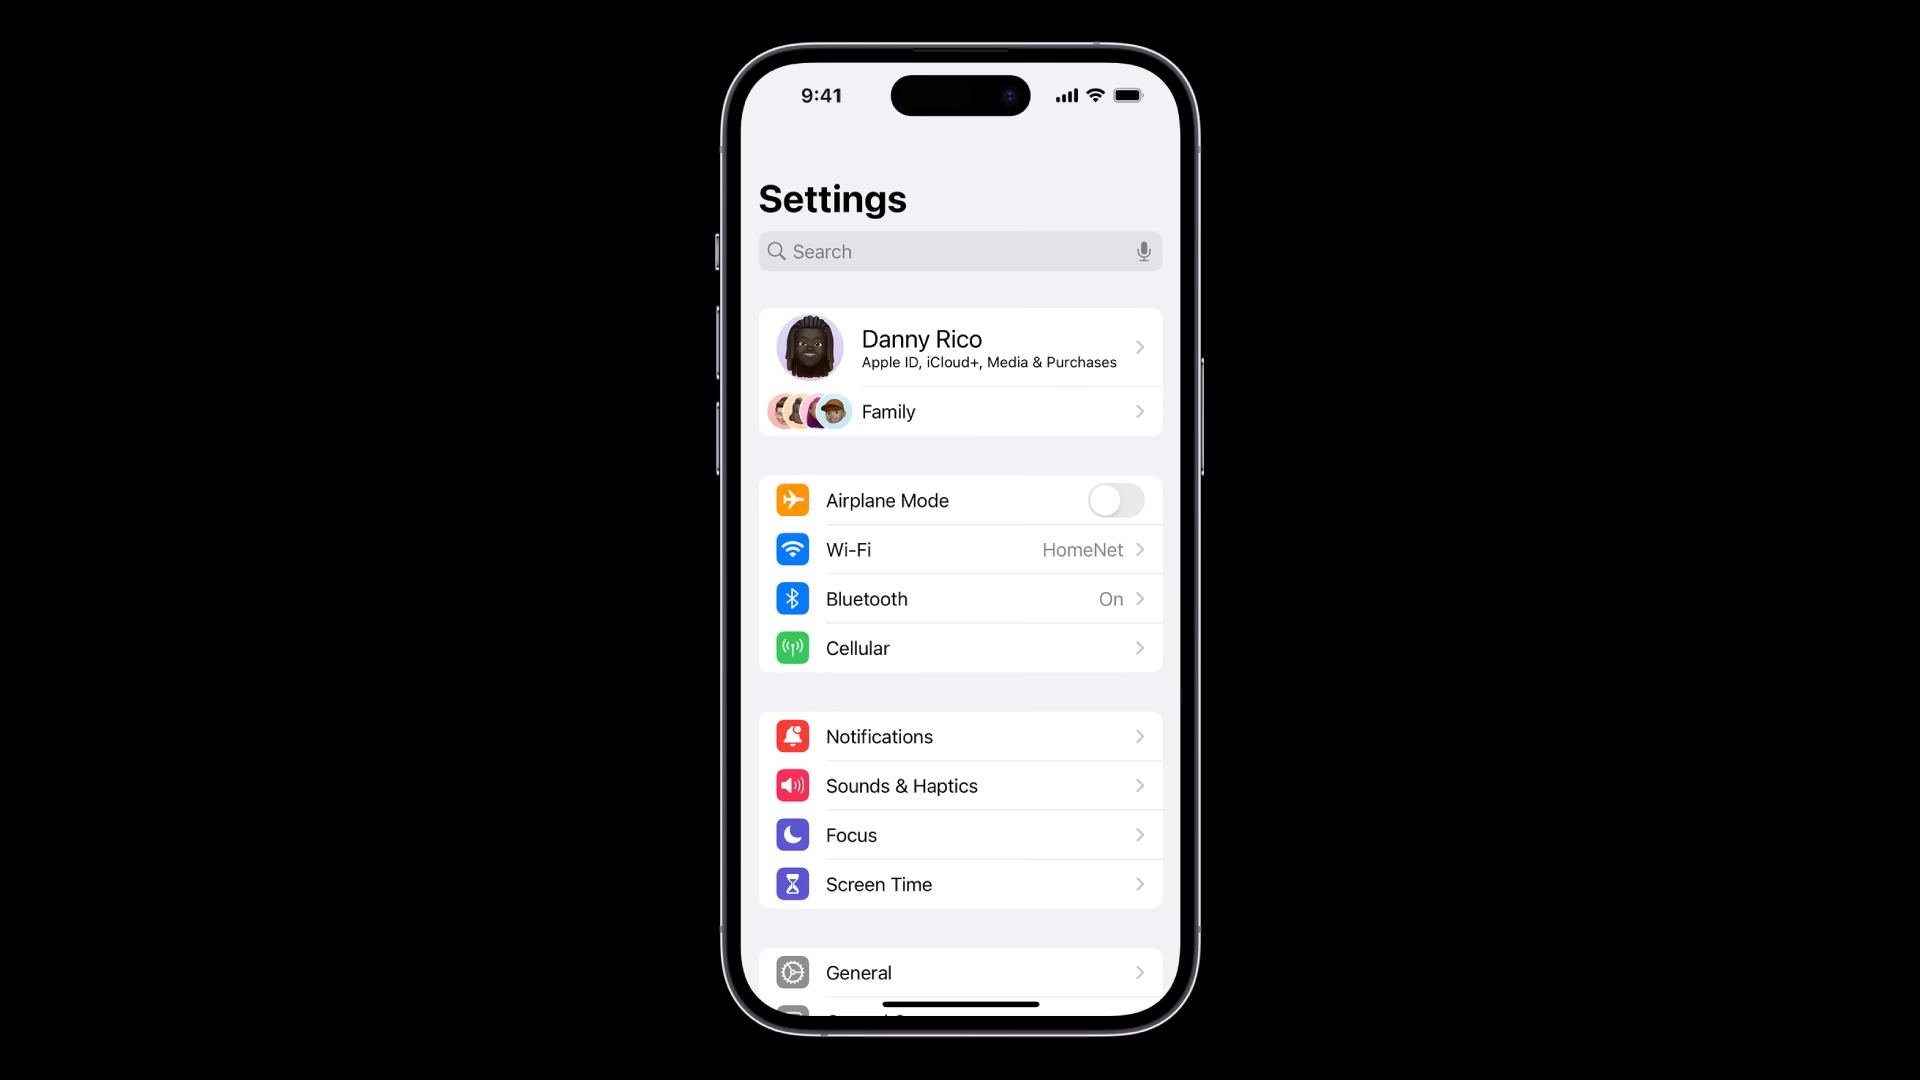 9:41
Settings
Search
Danny Rico
Apple ID, iCloud+, Media & Purchases
Family
Airplane Mode
Wi-Fi HomeNet
Bluetooth On
Cellular
Notifications
Sounds & Haptics
Focus
Screen Time
General